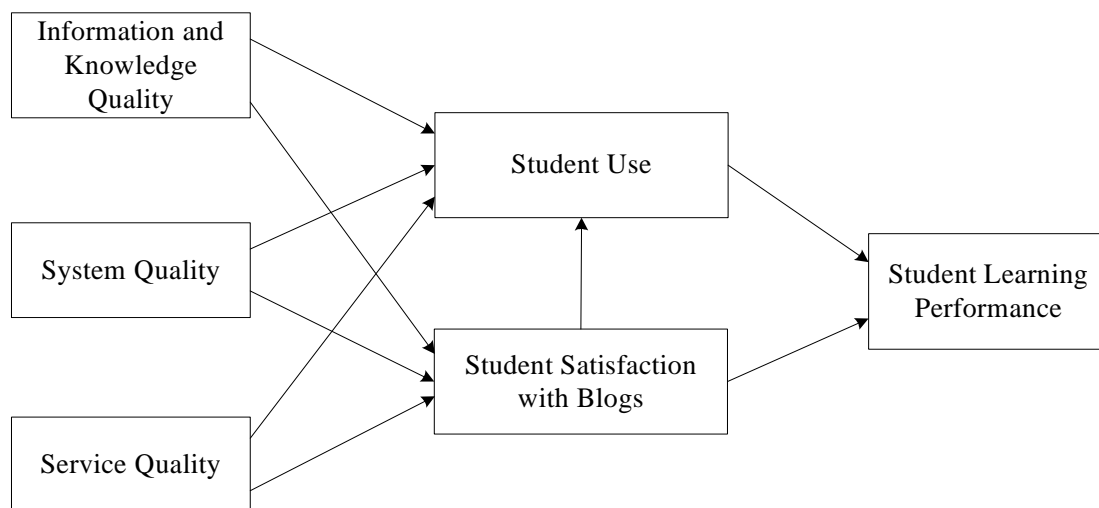 Information and
Knowledge
Quality
Student Use
System Quality
Student Learning
Performance
Student Satisfaction
with Blogs
Service Quality